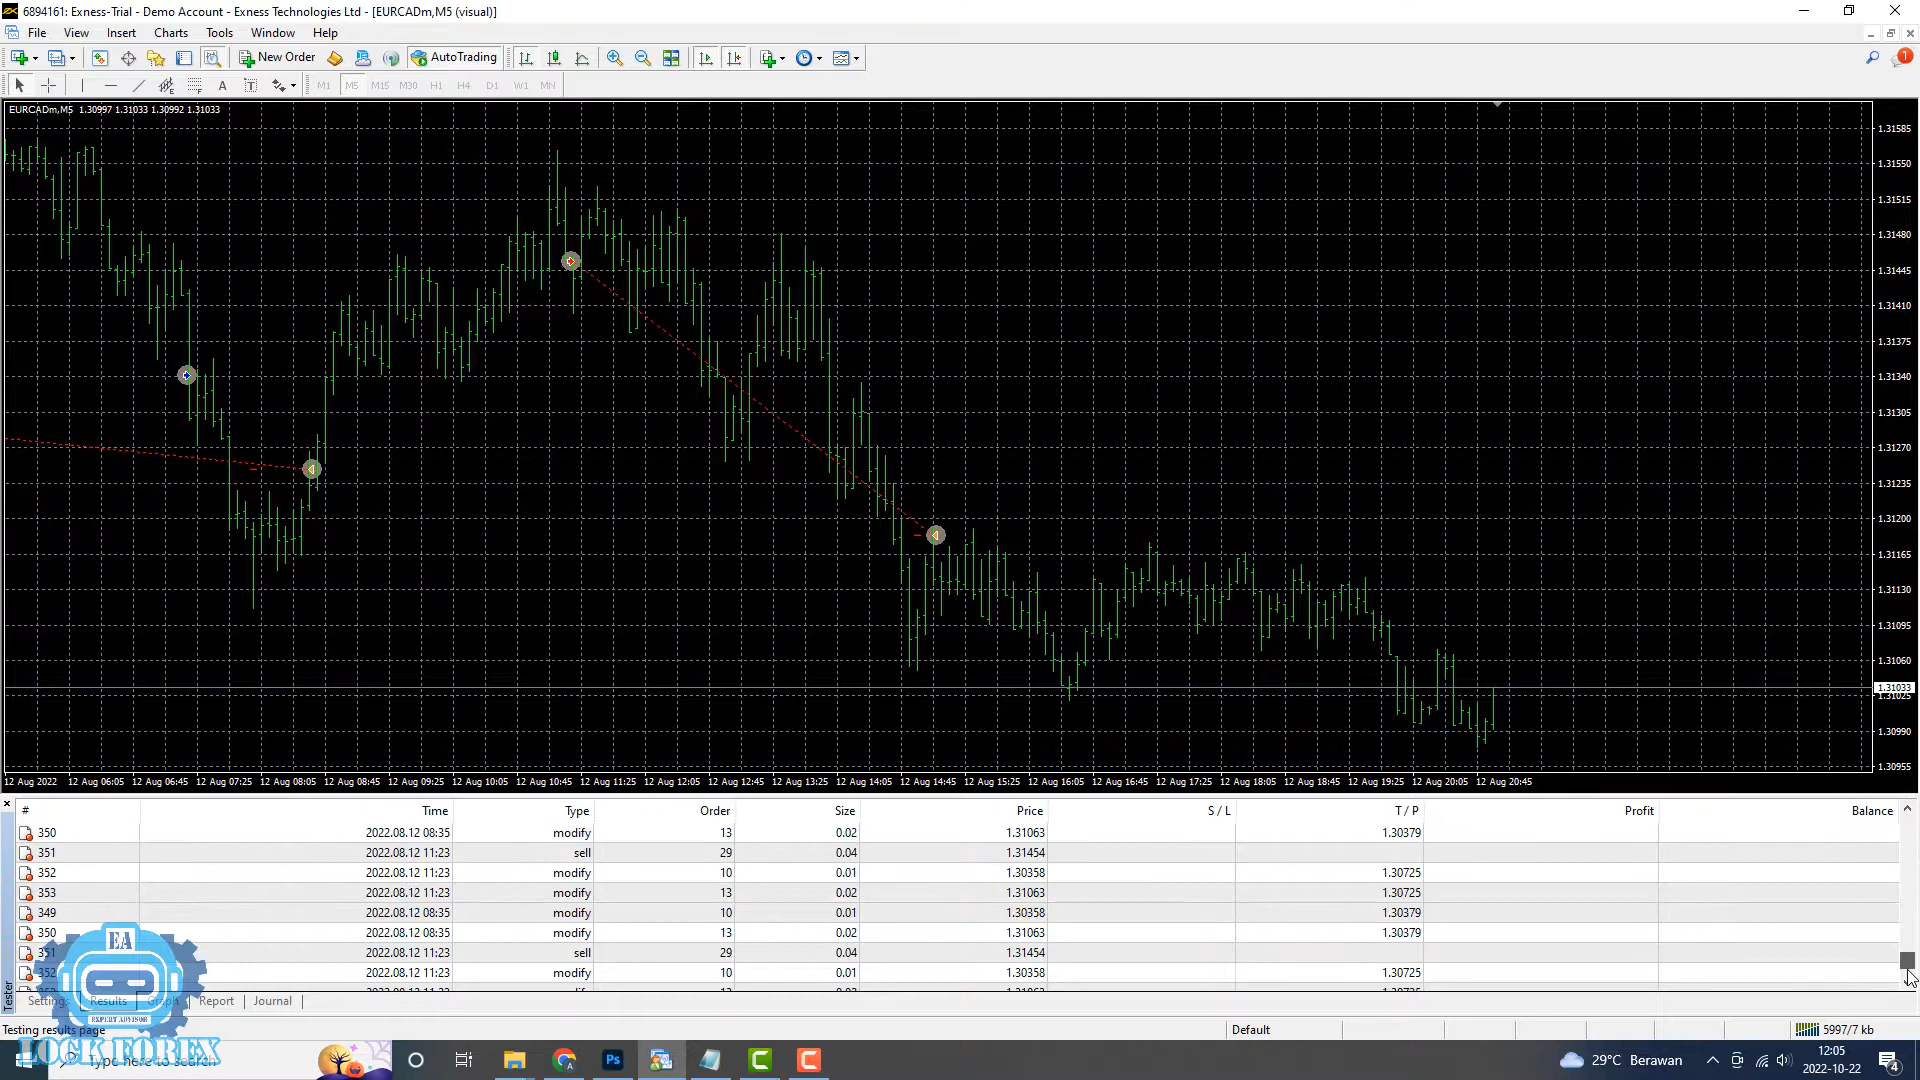 6894161: Exness-Trial - Demo Account - Exness Technologies Ltd - [EURCADm,M5 (visual)]
File View Insert Charts Tools Window Help
New Order AutoTrading 1
A T M1 M5 M15 M30 H1 H4 D1 W1 MN
EURCADm,M5 1.30997 1.31033 1.30992 1.31033
1.31585
1.31550
1.31515
1.31480
1.31445
1.31410
1.31375
1.31340
1.31305
1.31270
1.31235
1.31200
1.31165
1.31130
1.31095
1.31060
1.31033
1.31025
1.30990
1.30955
12 Aug 2022 12 Aug 06:05 12 Aug 06:45 12 Aug 07:25 12 Aug 08:05 12 Aug 08:45 12 Aug 09:25 12 Aug 10:05 12 Aug 10:45 12 Aug 11:25 12 Aug 12:05 12 Aug 12:45 12 Aug 13:25 12 Aug 14:05 12 Aug 14:45 12 Aug 15:25 12 Aug 16:05 12 Aug 16:45 12 Aug 17:25 12 Aug 18:05 12 Aug 18:45 12 Aug 19:25 12 Aug 20:05 12 Aug 20:45
# Time Type Order Size Price S / L T / P Profit Balance
350 2022.08.12 08:35 modify 13 0.02 1.31063 1.30379
351 2022.08.12 11:23 sell 29 0.04 1.31454
352 2022.08.12 11:23 modify 10 0.01 1.30358 1.30725
353 2022.08.12 11:23 modify 13 0.02 1.31063 1.30725
349 2022.08.12 08:35 modify 10 0.01 1.30358 1.30379
350 2022.08.12 08:35 modify 13 0.02 1.31063 1.30379
351 2022.08.12 11:23 sell 29 0.04 1.31454
352 2022.08.12 11:23 modify 10 0.01 1.30358 1.30725
Tester
Settings Results Graph Report Journal
EA
EXPERT ADVISOR
LOCK FOREX
Testing results page Default 5997/7 kb
Type here to search
Ps
29°C Berawan
12:05
2022-10-22
4